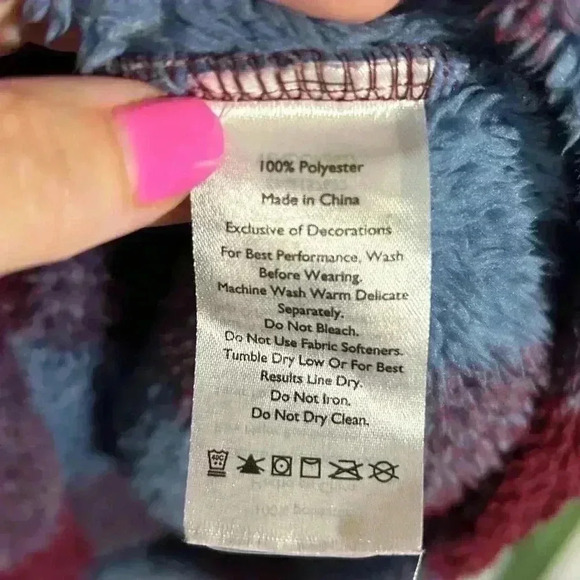 100% Polyester
Made in China
Exclusive of Decorations
For Best Performance, Wash
Before Wearing.
Machine Wash Warm Delicate
Separately.
Do Not Bleach.
Do Not Use Fabric Softeners.
Tumble Dry Low Or For Best
Results Line Dry.
Do Not Iron.
Do Not Dry Clean.
40C